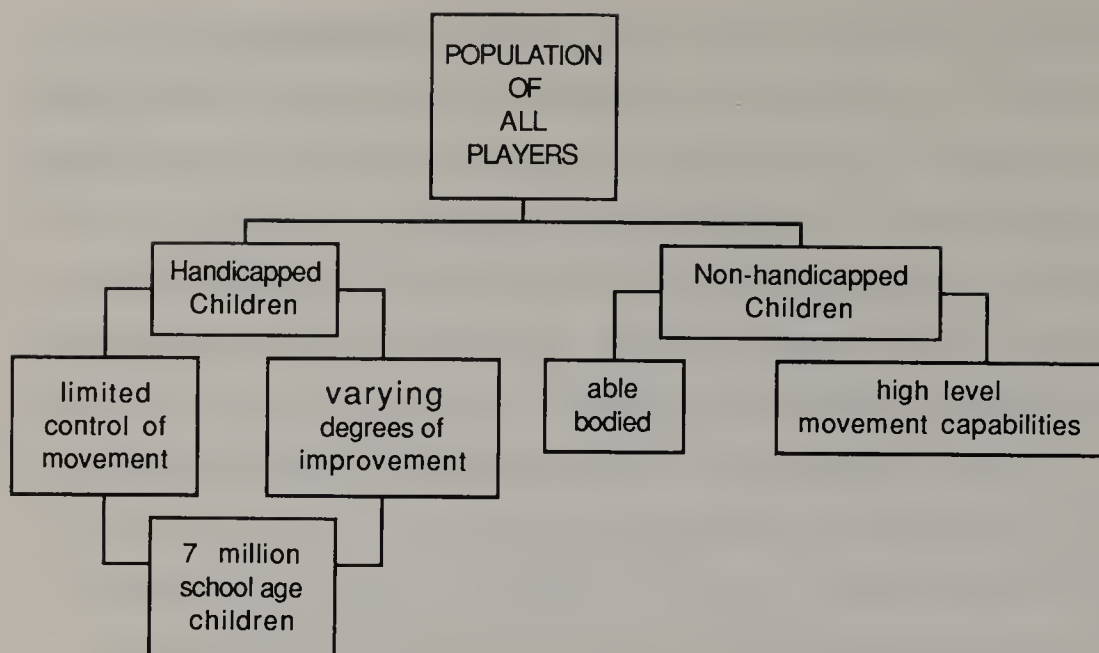 POPULATION
OF
ALL
PLAYERS
Handicapped
Children
Non-handicapped
Children
limited
control of
movement
varying
degrees of
improvement
able
bodied
high level
movement capabilities
7 million
school age
children